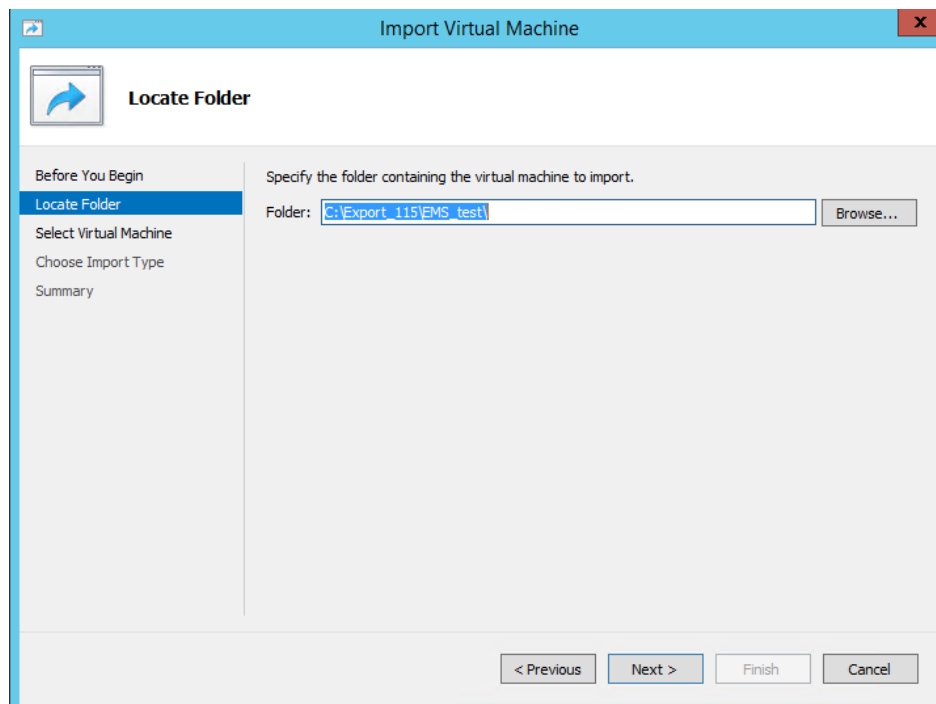 Import Virtual Machine
x
Locate Folder
Before You Begin
Locate Folder
Select Virtual Machine
Choose Import Type
Summary
Specify the folder containing the virtual machine to import.
Folder: C:\Export_115\EMS_test\ Browse...
< Previous Next > Finish Cancel